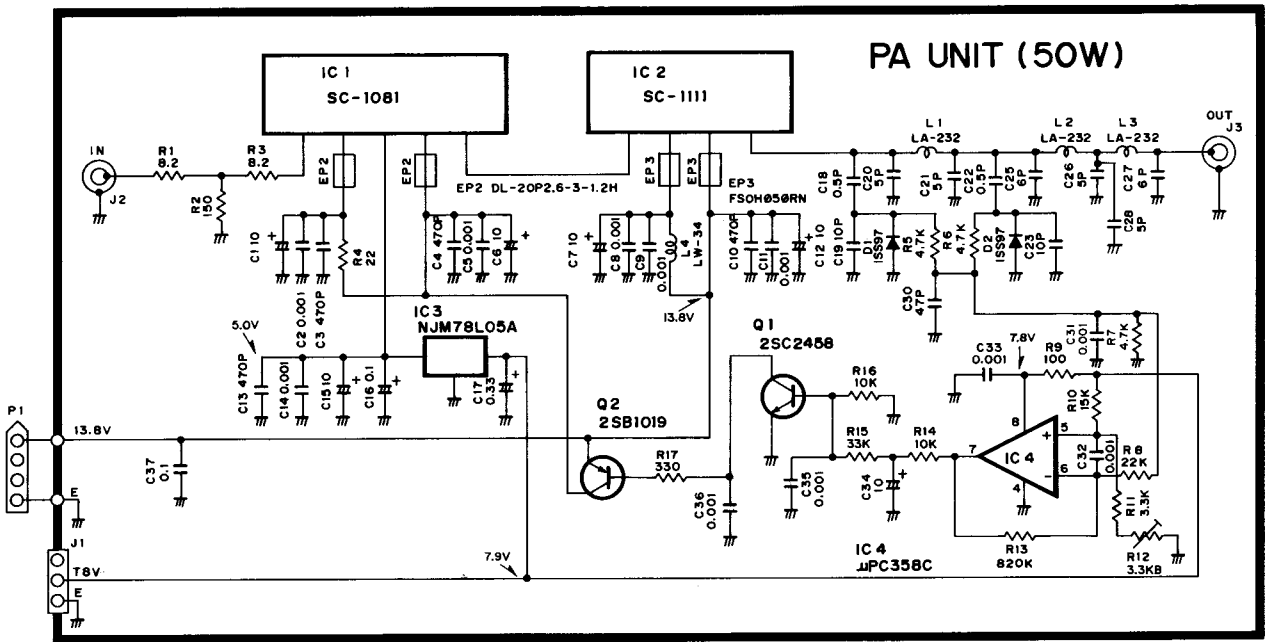 PA UNIT (50W)
IC 1
SC-1081
IC 2
SC-1111
IN
J2
R1
8.2
R3
8.2
R2
150
EP2
EP2
EP2 DL-20P2.6-3-1.2H
EP3
EP3
EP3
FSOH050RN
L1
LA-232
L2
LA-232
L3
LA-232
OUT
J3
C1 10
+
C2 0.001
C3 470P
R4
22
C4 470P
C5 0.001
C6 10
+
C7 10
+
C8 0.001
C9
0.001
L4
LW-34
C10 470P
C11
0.001
+
C12 10
C18
0.5P
C20
5P
C21
5P
C22
0.5P
C25
6P
C26
5P
C27
6P
C28
5P
C19 10P
D1
1SS97
R5
4.7K
R6
4.7K
D2
1SS97
C23
10P
C30
47P
13.8V
5.0V
IC3
NJM78L05A
C13 470P
C14 0.001
C15 10
+
C16 0.1
+
C17
0.33
+
Q1
2SC2458
R16
10K
C33
0.001
7.8V
R9
100
C31
0.001
R7
4.7K
R10
15K
P1
13.8V
C37
0.1
E
Q2
2SB1019
R17
330
C36
0.001
R15
33K
R14
10K
C35
0.001
C34
10
+
7
8
+
5
IC 4
-
6
4
C32
0.001
R8
22K
R11
3.3K
R12
3.3KB
R13
820K
IC 4
μPC358C
J1
T8V
E
7.9V